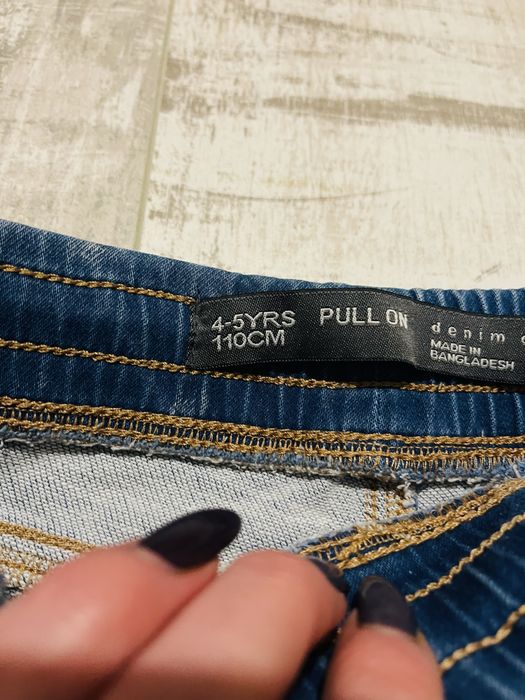 4-5YRS
110CM
PULL ON
denim
MADE IN
BANGLADESH